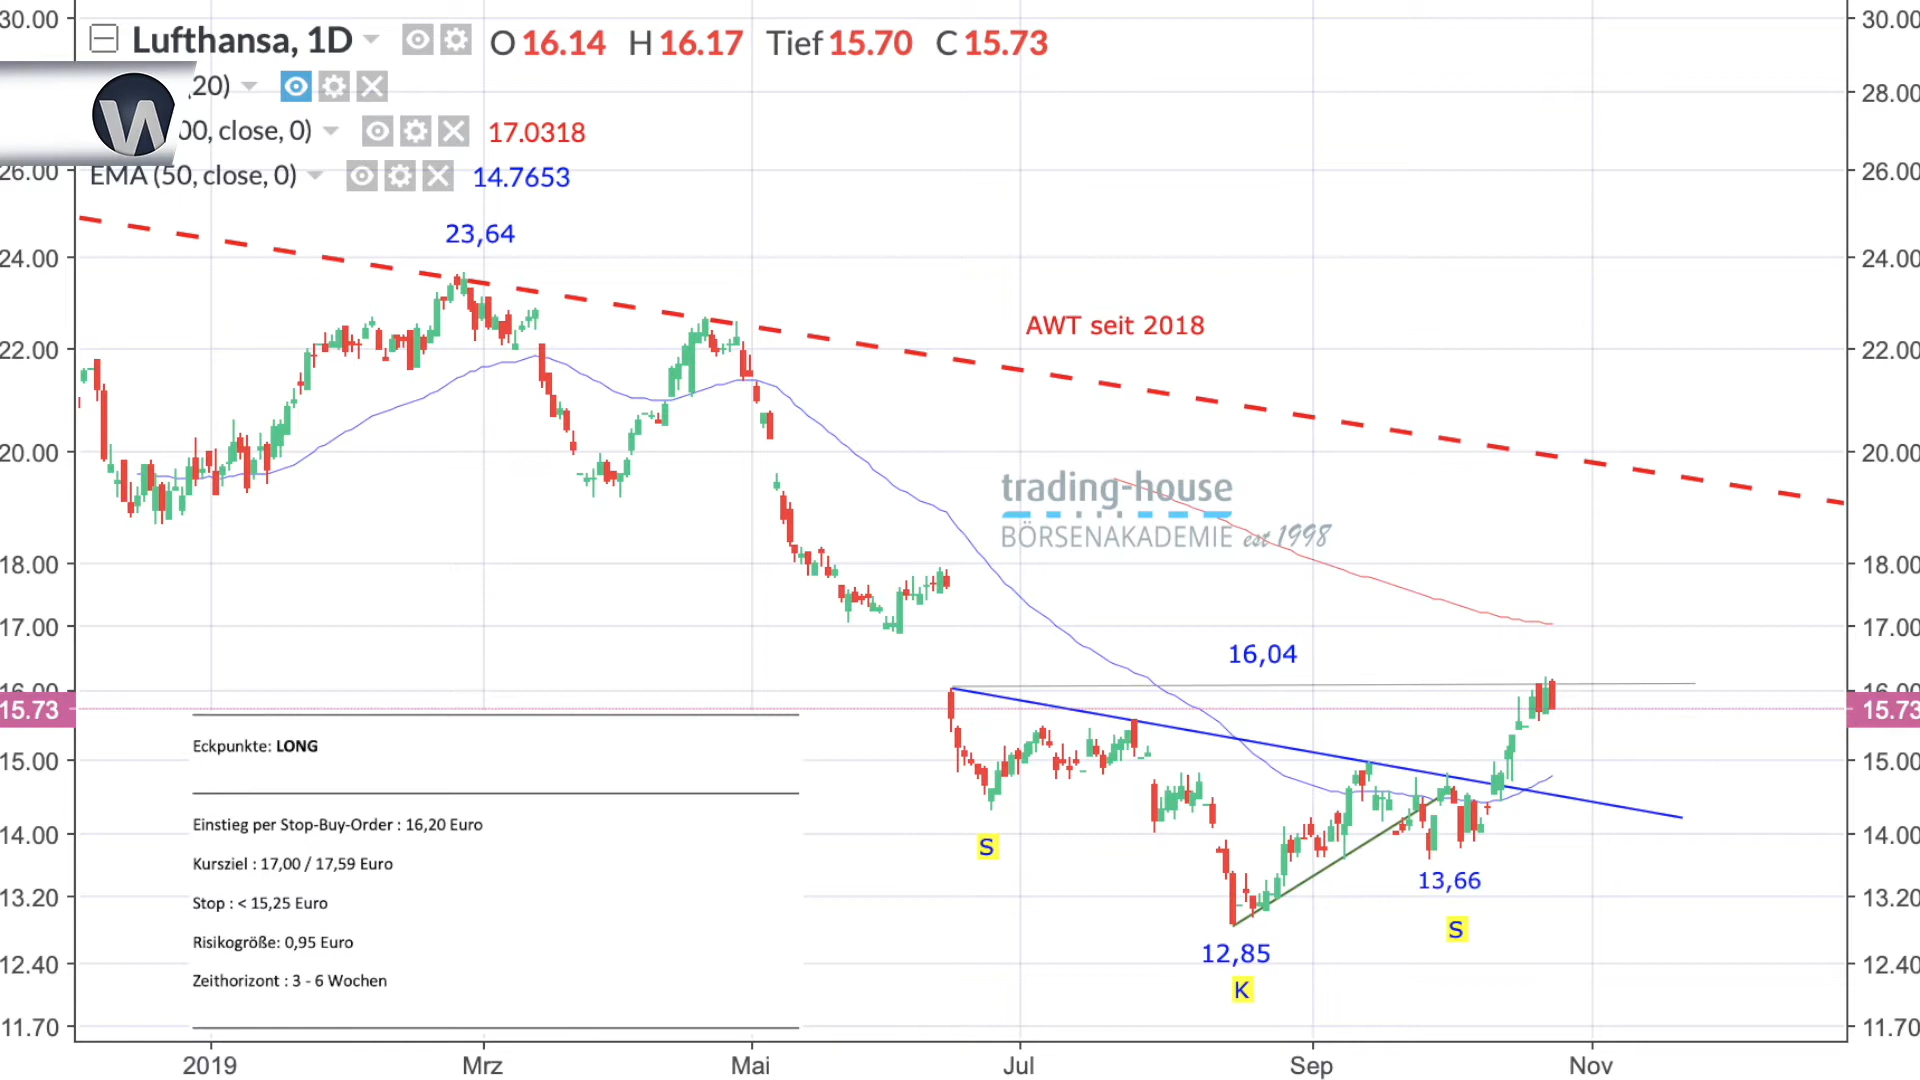 30.00 Lufthansa, 1D O 16.14 H 16.17 Tief 15.70 C 15.73 30.00
W ,20)
28.00
00, close, 0) 17.0318
26.00 EMA (50, close, 0) 14.7653 26.00
23,64
24.00 24.00
AWT seit 2018
22.00 22.00
20.00 20.00
trading-house
BÖRSENAKADEMIE est 1998
18.00 18.00
17.00 17.00
16,04
16.00 16.00
15.73 15.73
Eckpunkte: LONG
15.00 15.00
Einstieg per Stop-Buy-Order : 16,20 Euro
14.00 14.00
S
Kursziel : 17,00 / 17,59 Euro
13,66
13.20 Stop : < 15,25 Euro 13.20
S
Risikogröße: 0,95 Euro
12,85
12.40 12.40
Zeithorizont : 3 - 6 Wochen
K
11.70 11.70
2019 Mrz Mai Jul Sep Nov